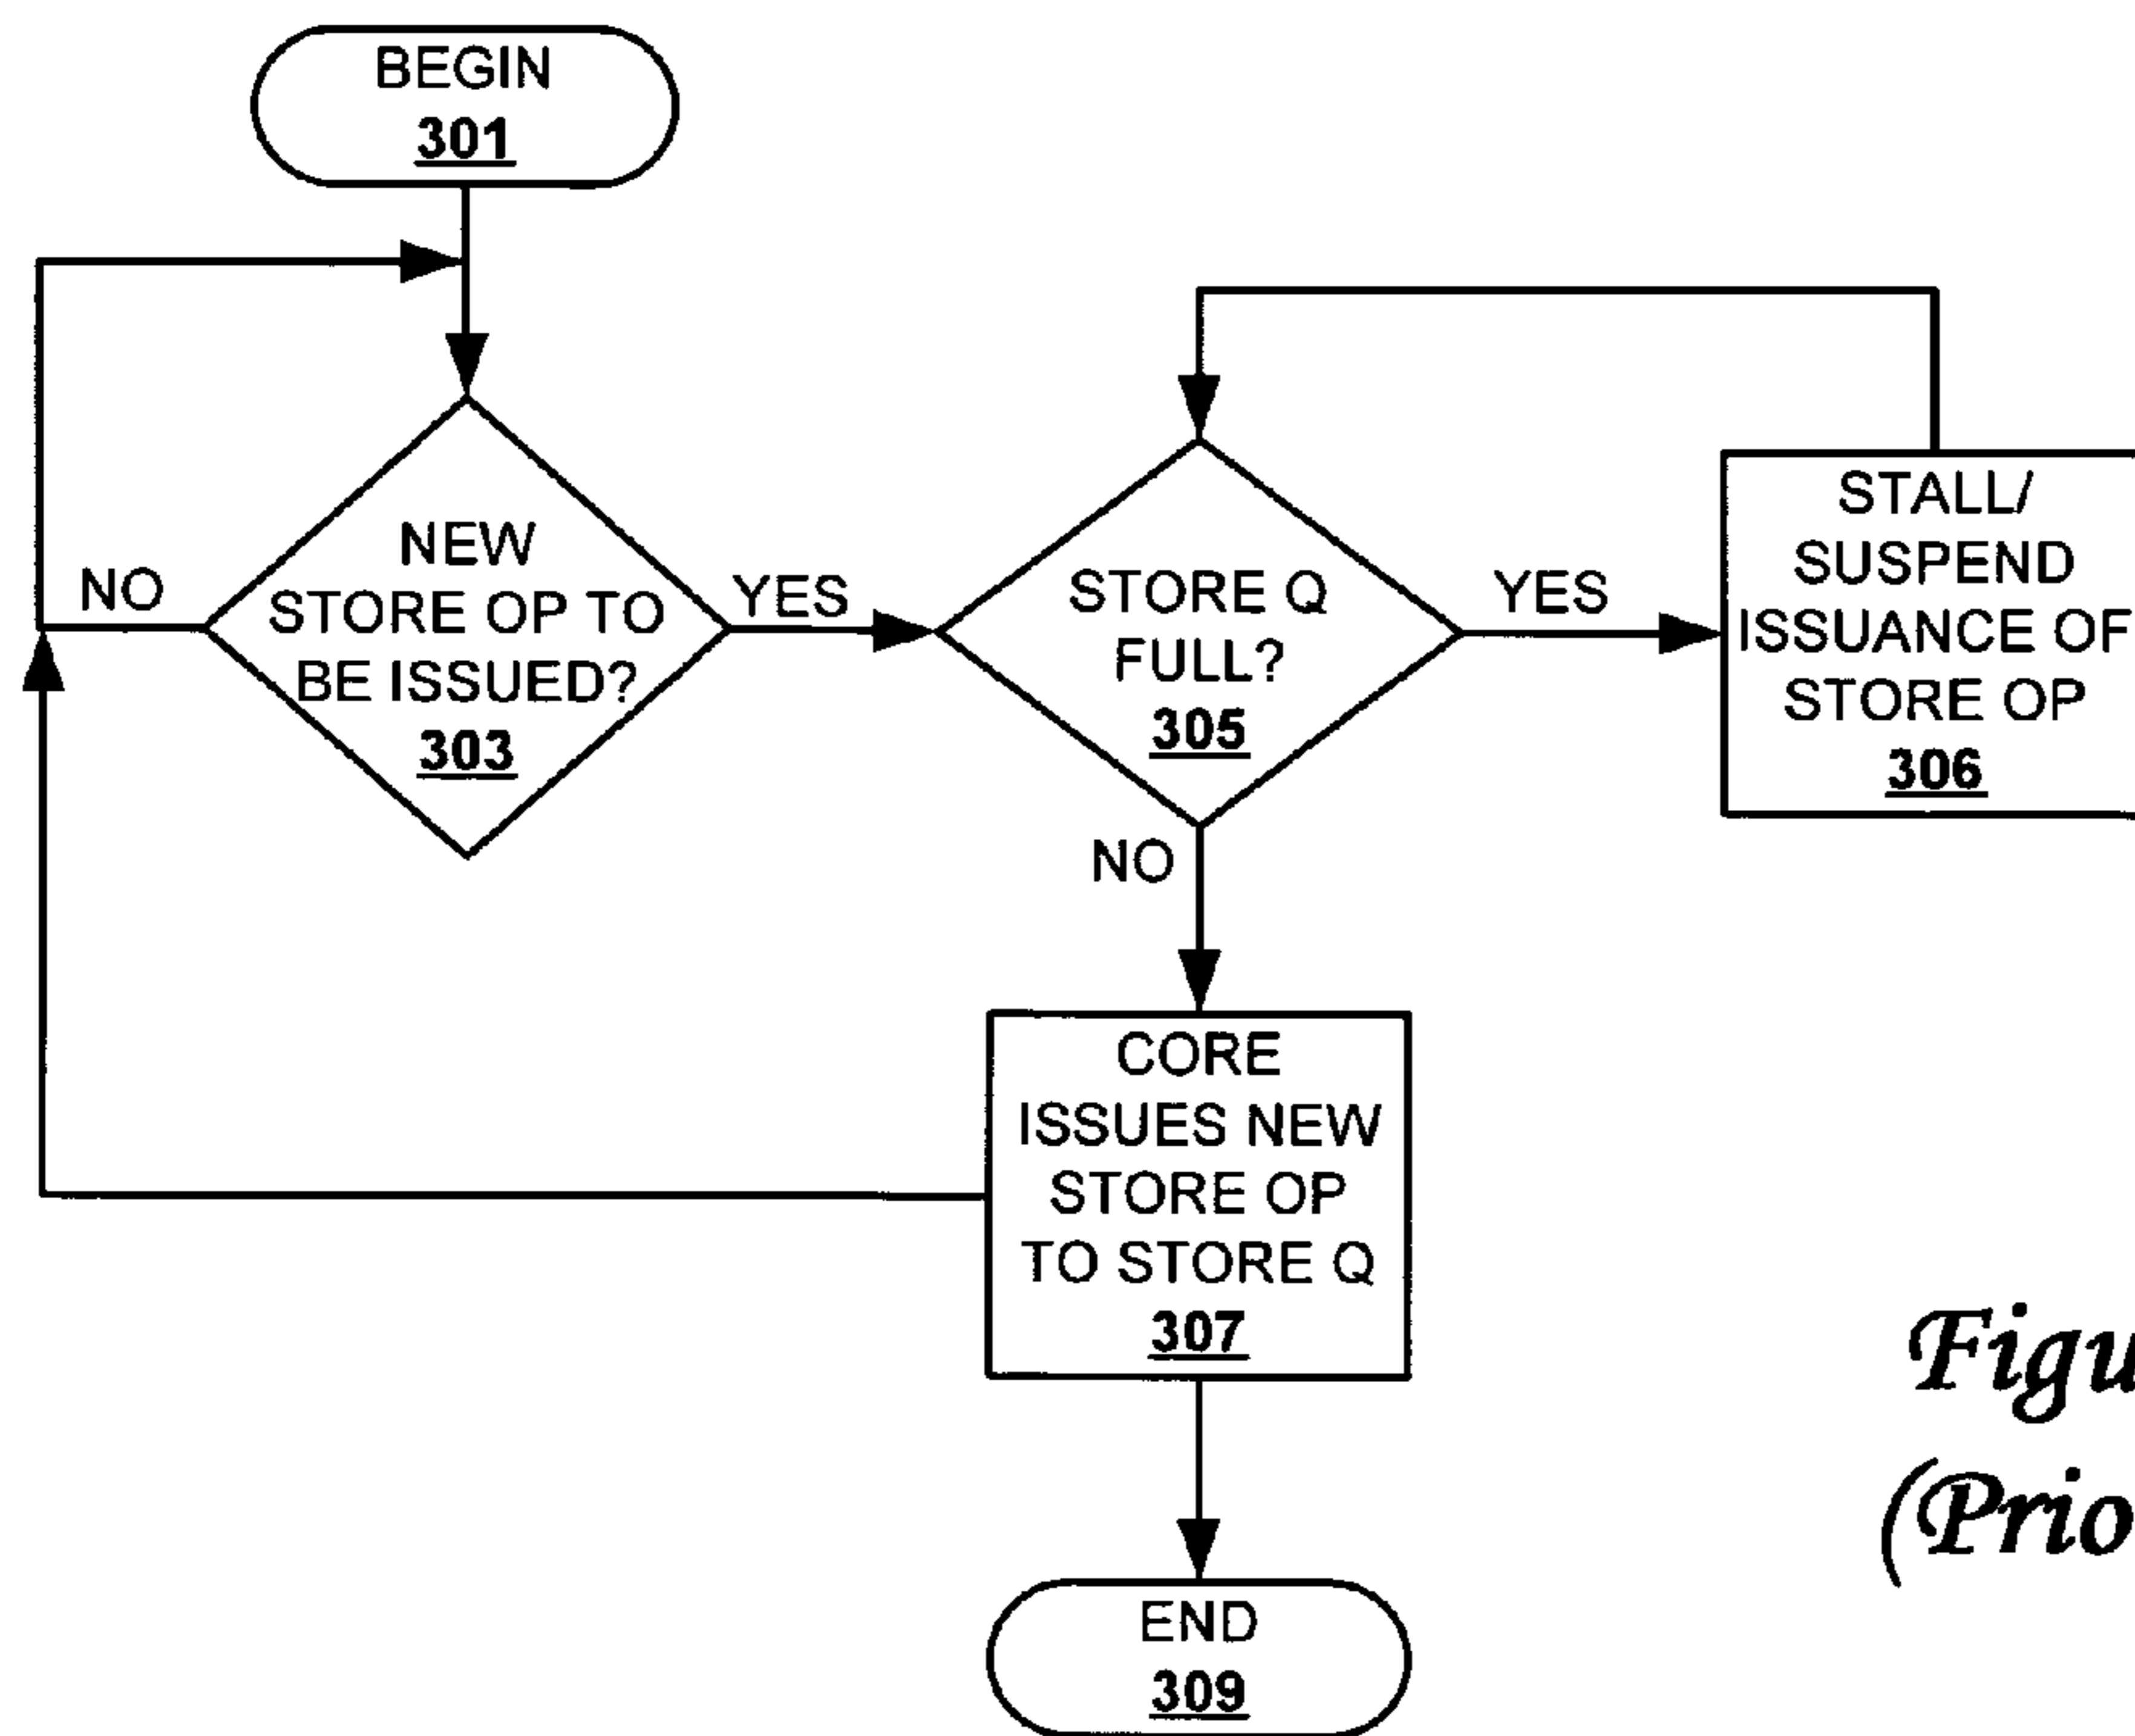 BEGIN
301
NEW
STORE OP TO
BE ISSUED?
303
NO
YES
STORE Q
FULL?
305
YES
NO
STALL/
SUSPEND
ISSUANCE OF
STORE OP
306
CORE
ISSUES NEW
STORE OP
TO STORE Q
307
END
309